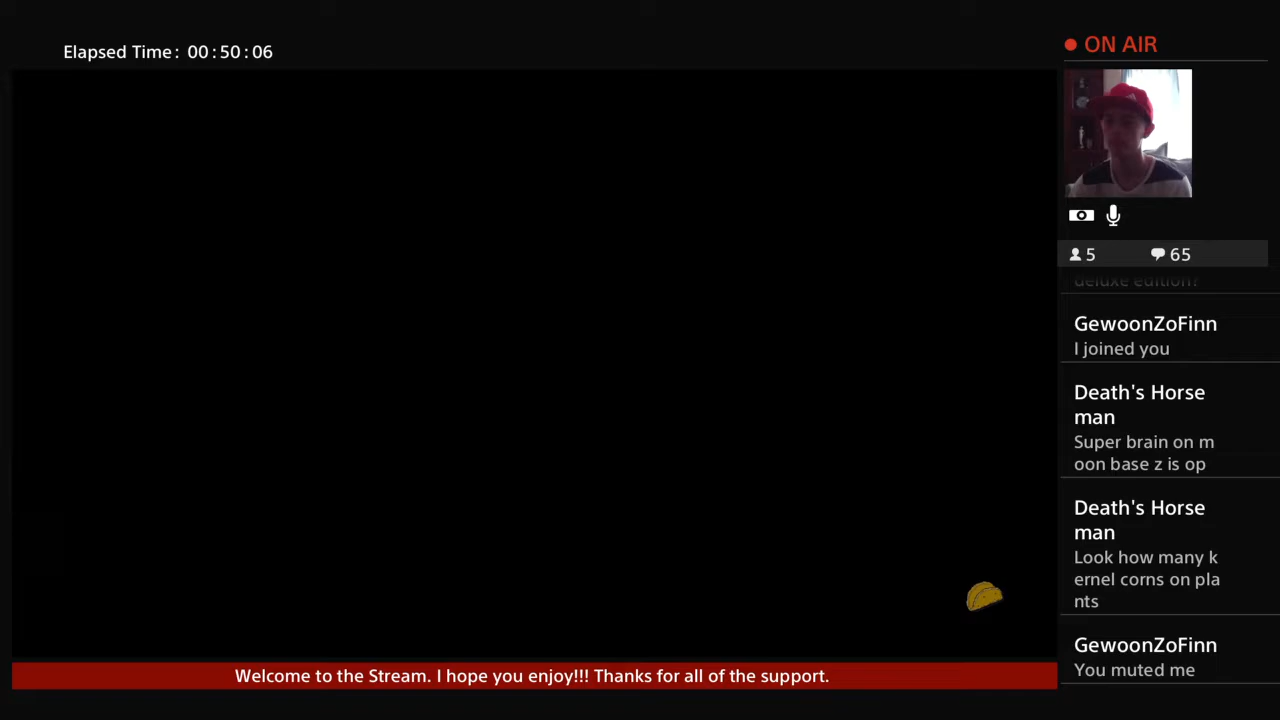 Elapsed Time: 00:50:06
ON AIR
5
65
deluxe edition?
GewoonZoFinn
I joined you
Death's Horse
man
Super brain on m
oon base z is op
Death's Horse
man
Look how many k
ernel corns on pla
nts
GewoonZoFinn
You muted me
Welcome to the Stream. I hope you enjoy!!! Thanks for all of the support.